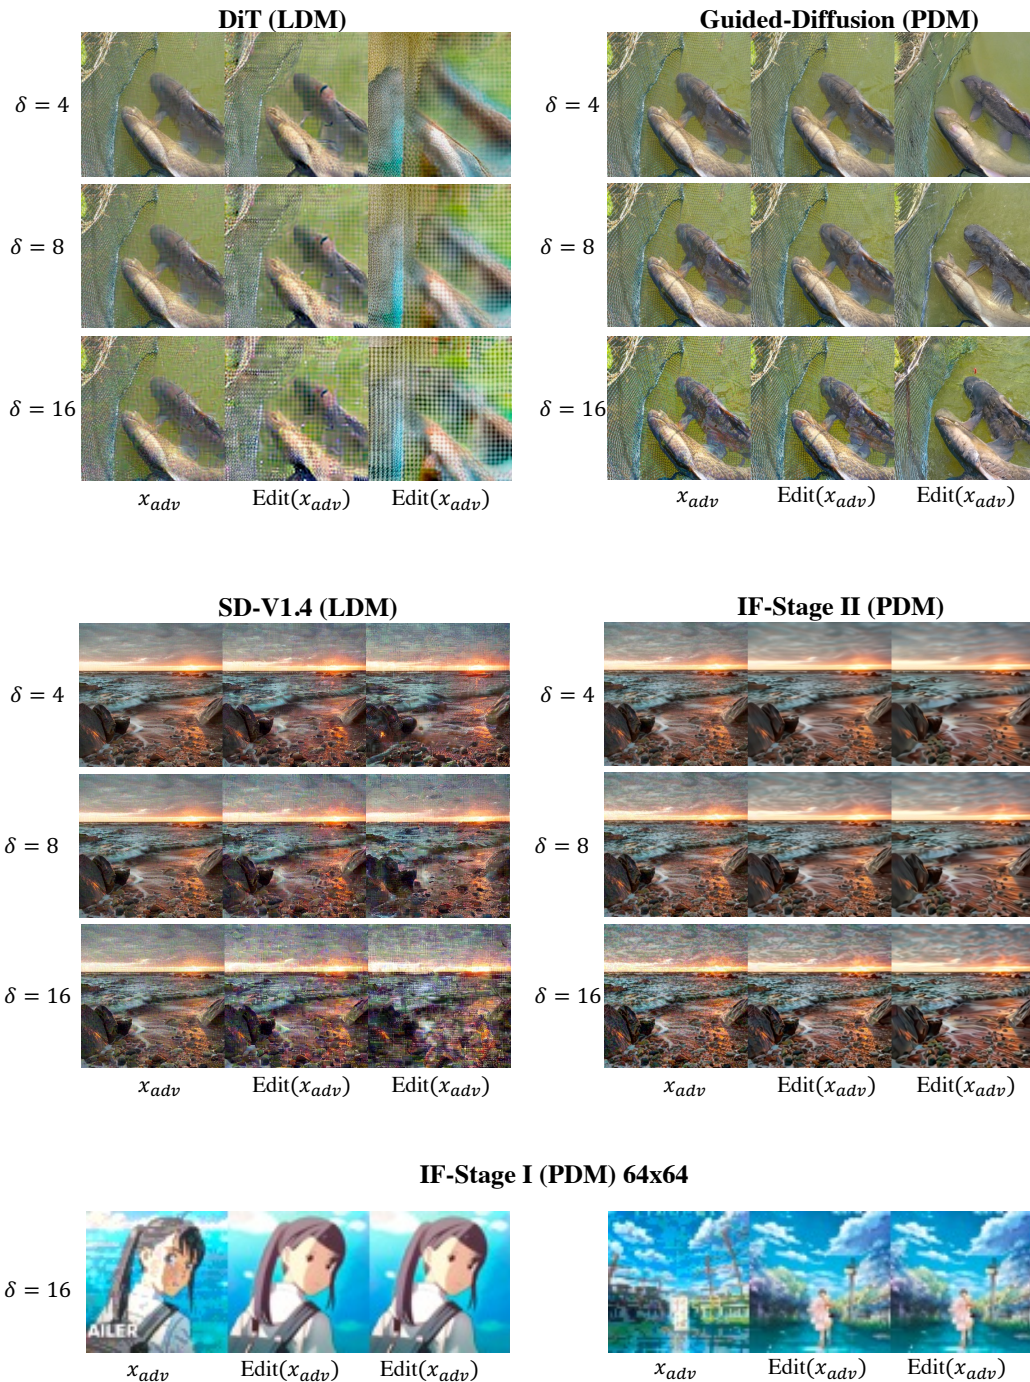 DiT (LDM)
Guided-Diffusion (PDM)
δ = 4
δ = 4
δ = 8
δ = 8
δ = 16
δ = 16
x_adv Edit(x_adv) Edit(x_adv)
x_adv Edit(x_adv) Edit(x_adv)
SD-V1.4 (LDM)
IF-Stage II (PDM)
δ = 4
δ = 4
δ = 8
δ = 8
δ = 16
δ = 16
x_adv Edit(x_adv) Edit(x_adv)
x_adv Edit(x_adv) Edit(x_adv)
IF-Stage I (PDM) 64x64
δ = 16
AILER
x_adv Edit(x_adv) Edit(x_adv)
x_adv Edit(x_adv) Edit(x_adv)